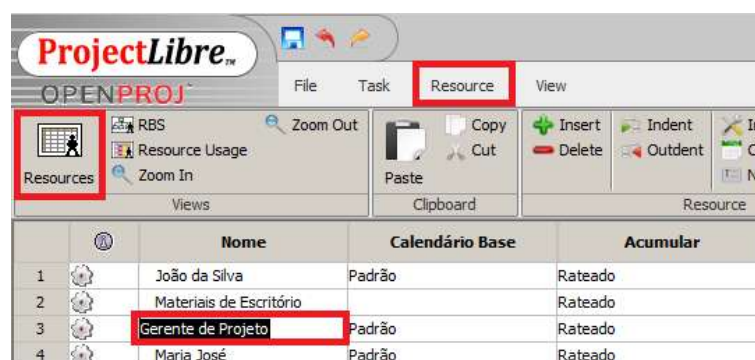 ProjectLibre™
OPENPROJ
File Task Resource View
RBS Zoom Out Copy Insert Indent
Resource Usage Cut Delete Outdent
Resources Zoom In Paste
Views Clipboard Resource
Nome Calendário Base Acumular
1 João da Silva Padrão Rateado
2 Materiais de Escritório Rateado
3 Gerente de Projeto Padrão Rateado
4 Maria José Padrão Rateado